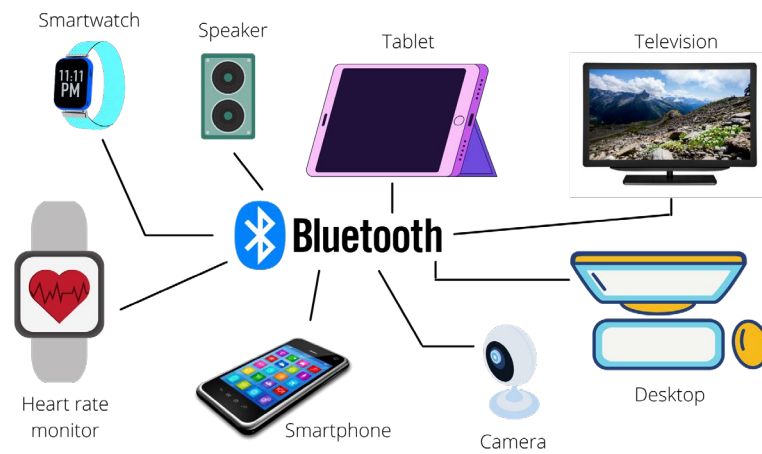 Smartwatch
Speaker
Tablet
Television
11:11
PM
Bluetooth
Heart rate
monitor
Smartphone
Camera
Desktop